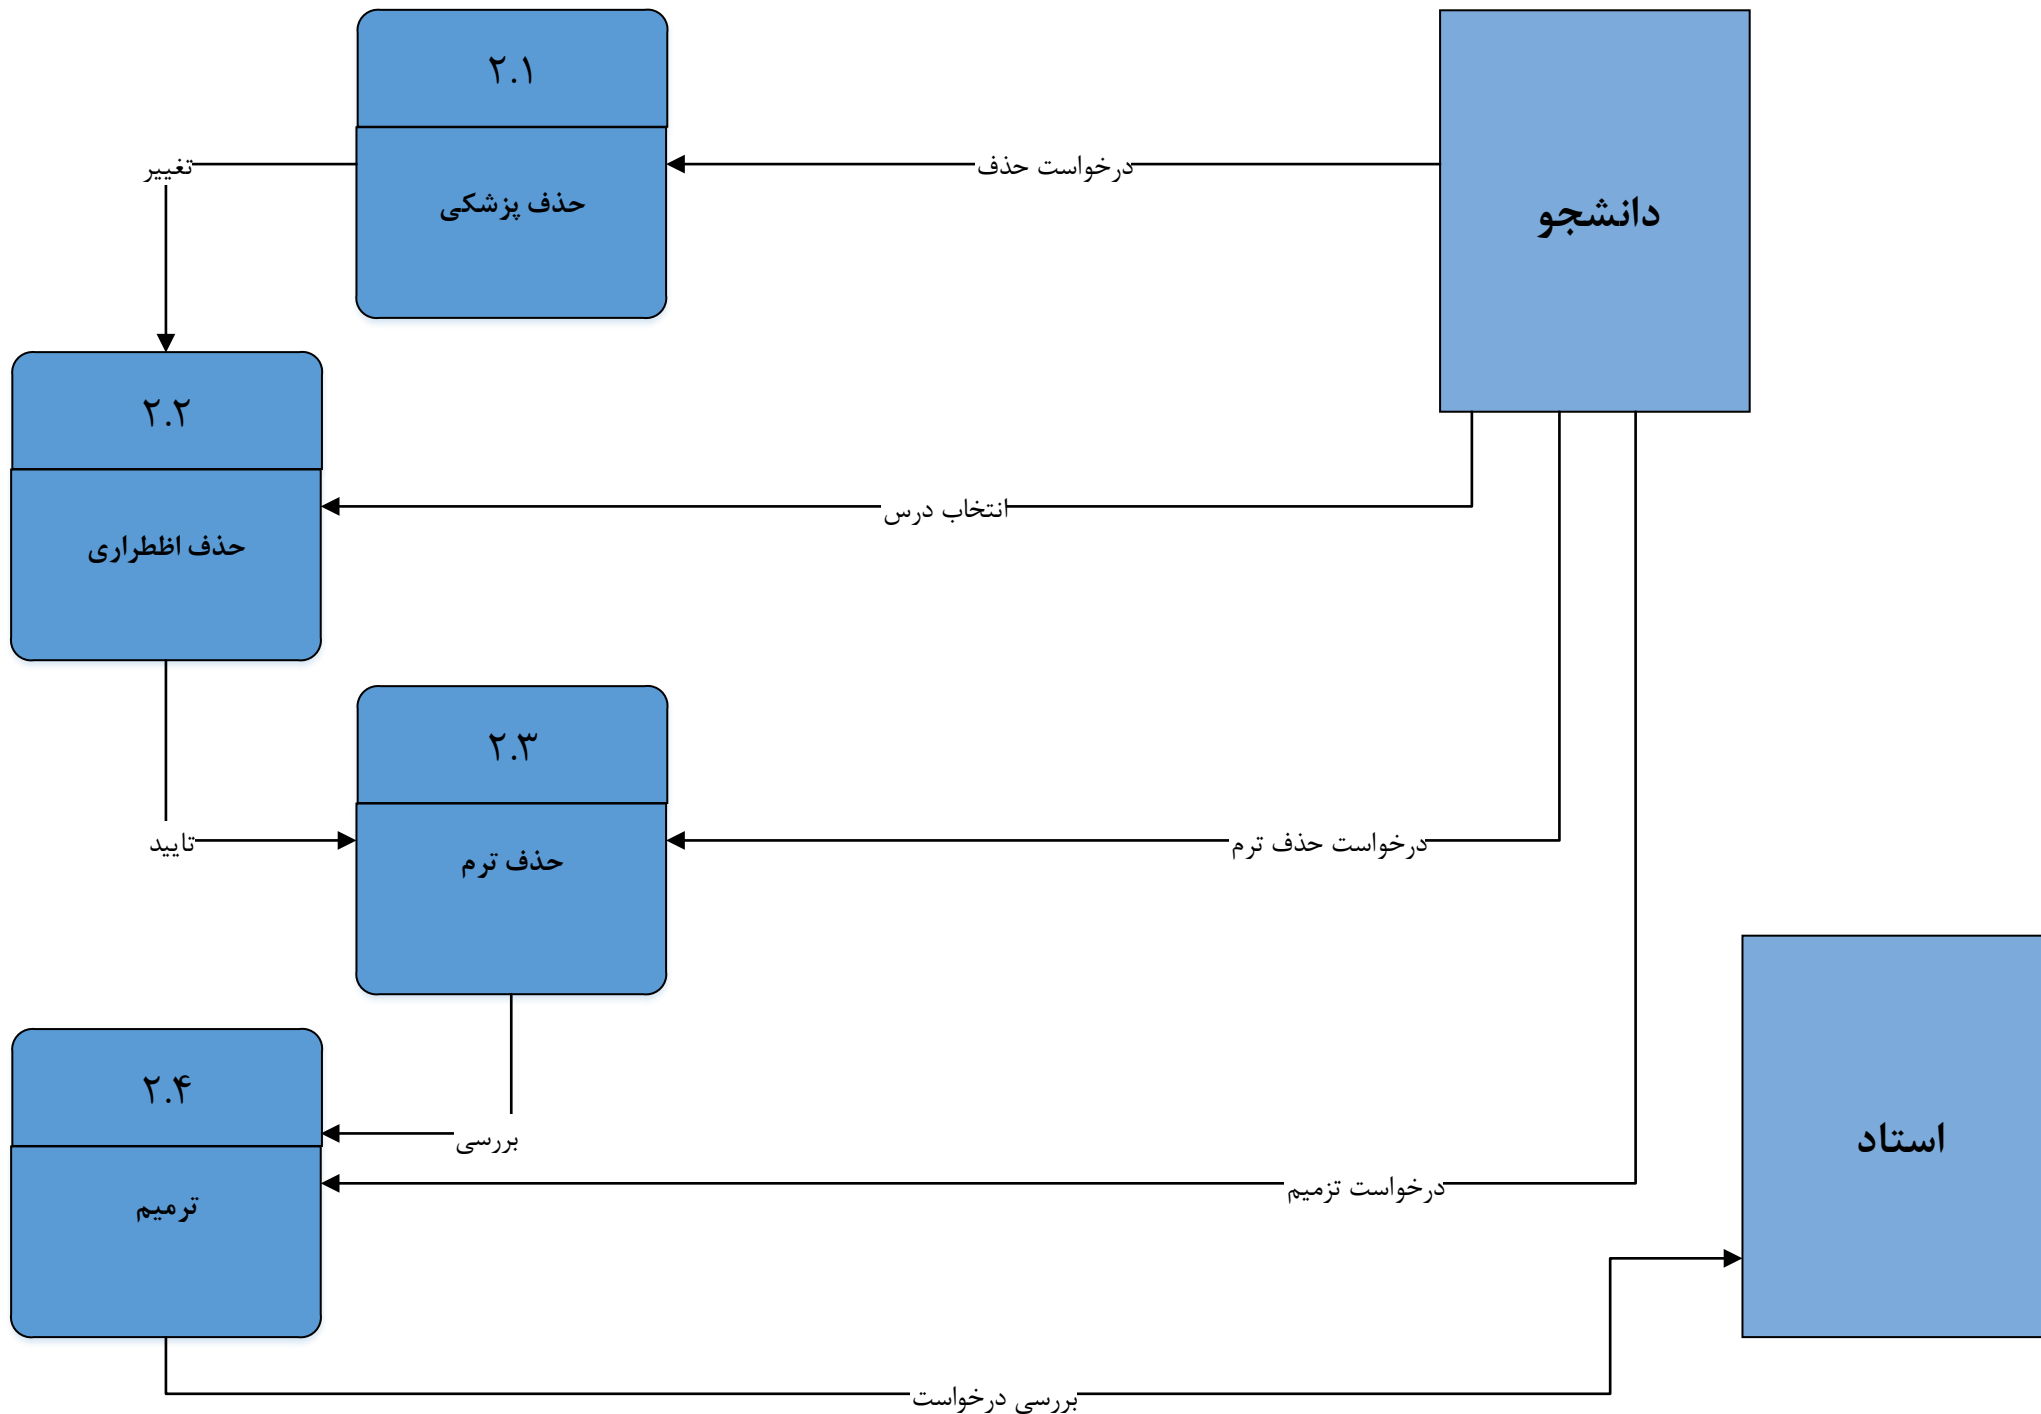 ۲.۱
حذف پزشکی
دانشجو
درخواست حذف
تغییر
۲.۲
حذف اظطراری
انتخاب درس
۲.۳
حذف ترم
درخواست حذف ترم
تایید
۲.۴
ترمیم
بررسی
درخواست تزمیم
استاد
بررسی درخواست